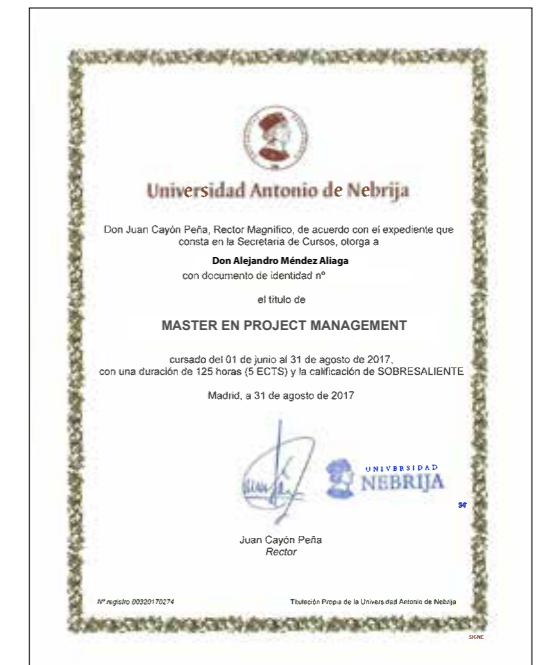 Universidad Antonio de Nebrija
Don Juan Cayón Peña, Rector Magnífico, de acuerdo con el expediente que
consta en la Secretaria de Cursos, otorga a
Don Alejandro Méndez Aliaga
con documento de identidad nº
el título de
MASTER EN PROJECT MANAGEMENT
cursado del 01 de junio al 31 de agosto de 2017,
con una duración de 125 horas (5 ECTS) y la calificación de SOBRESALIENTE
Madrid, a 31 de agosto de 2017
UNIVERSIDAD
NEBRIJA
Juan Cayón Peña
Rector
Nº registro 00320170274
Titulación Propia de la Universidad Antonio de Nebrija
SIGNE